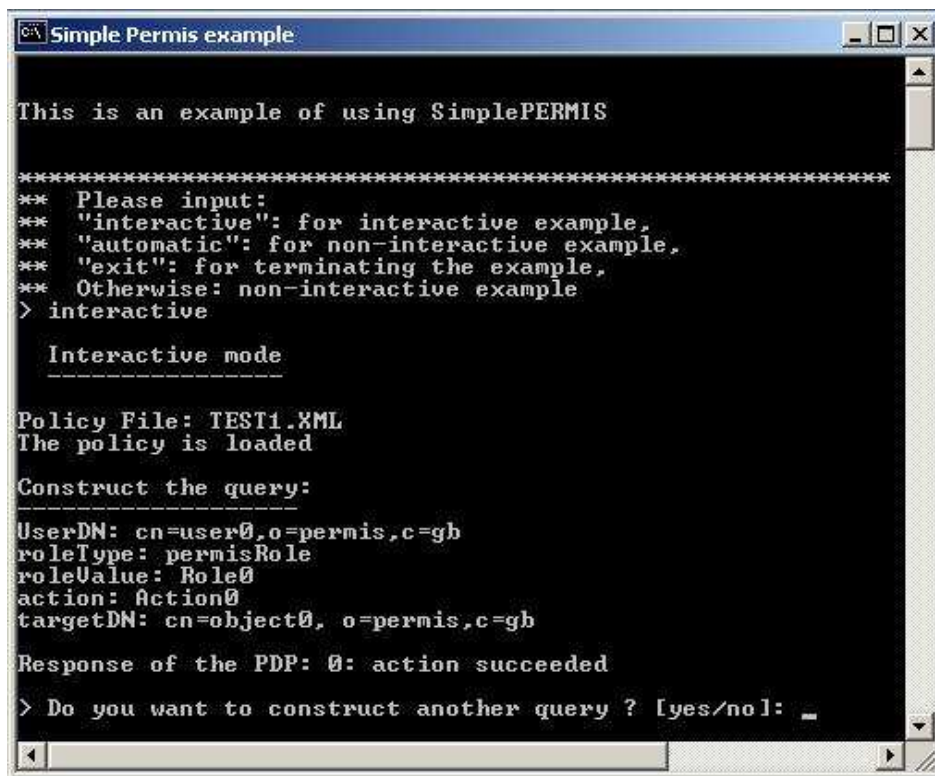 Simple Permis example
This is an example of using SimplePERMIS
**************************************************************
** Please input:
** "interactive": for interactive example,
** "automatic": for non-interactive example,
** "exit": for terminating the example,
** Otherwise: non-interactive example
> interactive
Interactive mode
----------------
Policy File: TEST1.XML
The policy is loaded
Construct the query:
--------------------
UserDN: cn=user0,o=permis,c=gb
roleType: permisRole
roleValue: Role0
action: Action0
targetDN: cn=object0, o=permis,c=gb
Response of the PDP: 0: action succeeded
> Do you want to construct another query ? [yes/no]: _